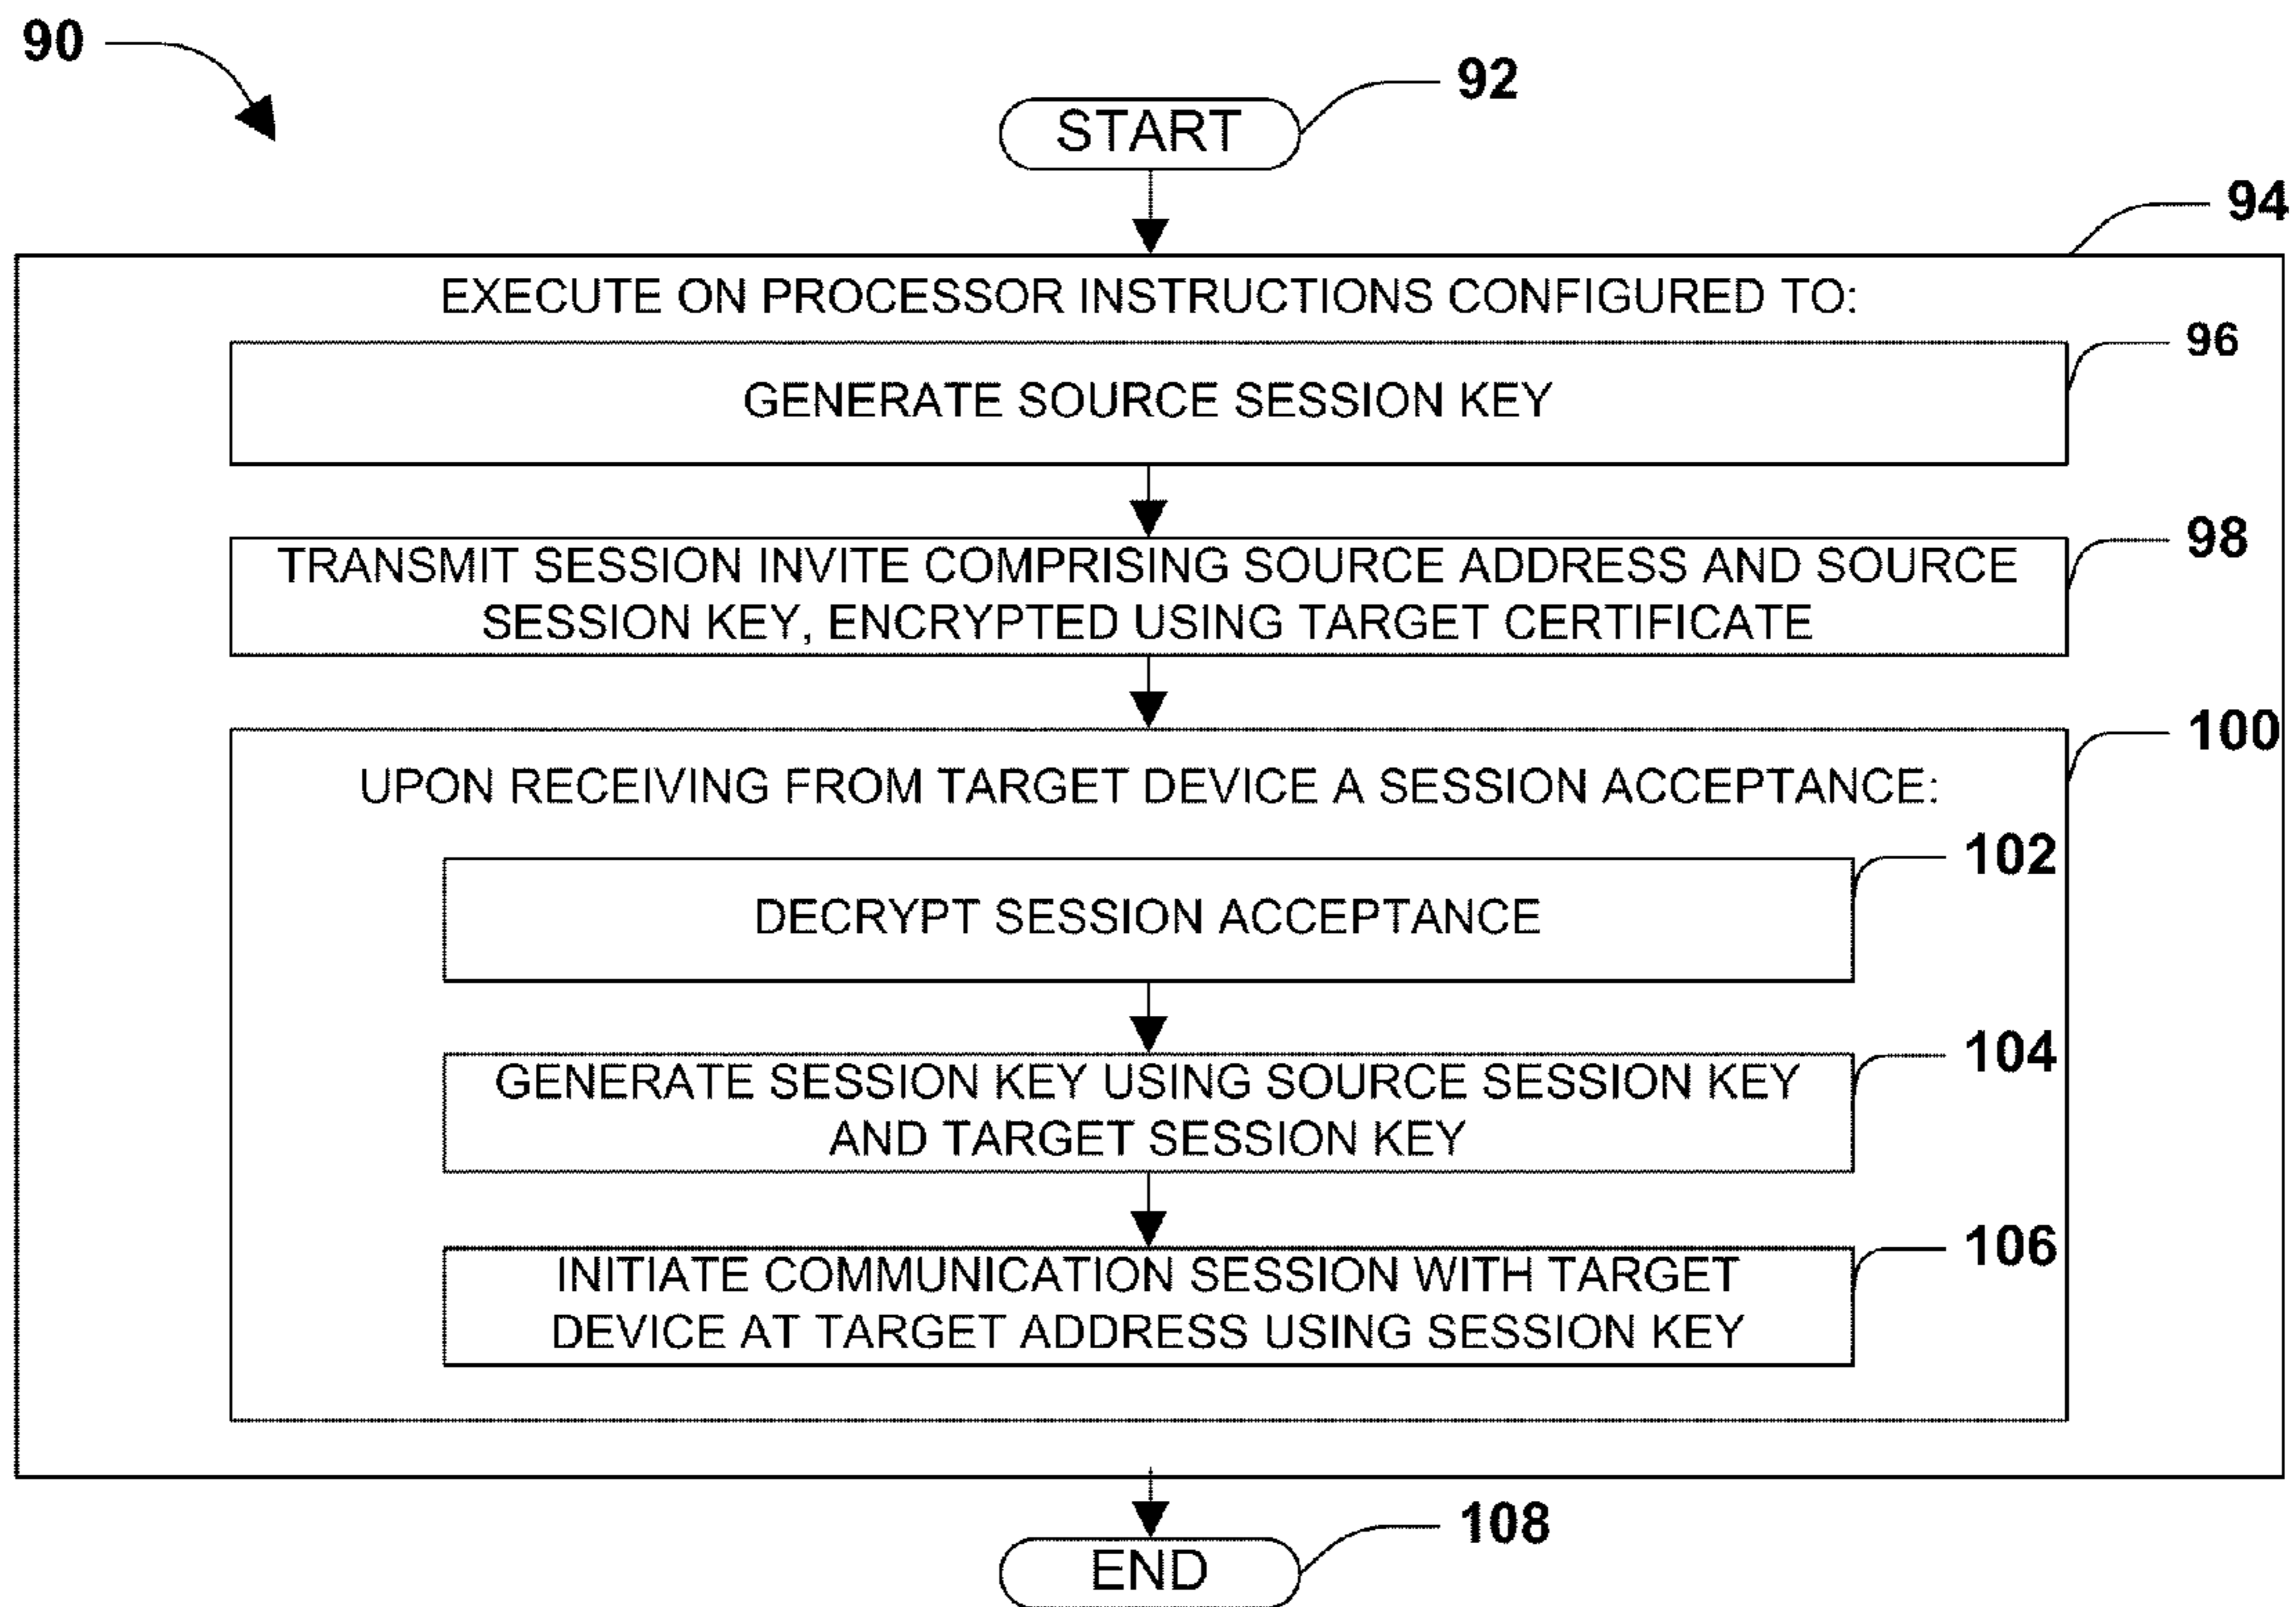 90
92
START
94
EXECUTE ON PROCESSOR INSTRUCTIONS CONFIGURED TO:
96
GENERATE SOURCE SESSION KEY
98
TRANSMIT SESSION INVITE COMPRISING SOURCE ADDRESS AND SOURCE
SESSION KEY, ENCRYPTED USING TARGET CERTIFICATE
100
UPON RECEIVING FROM TARGET DEVICE A SESSION ACCEPTANCE:
102
DECRYPT SESSION ACCEPTANCE
104
GENERATE SESSION KEY USING SOURCE SESSION KEY
AND TARGET SESSION KEY
106
INITIATE COMMUNICATION SESSION WITH TARGET
DEVICE AT TARGET ADDRESS USING SESSION KEY
108
END